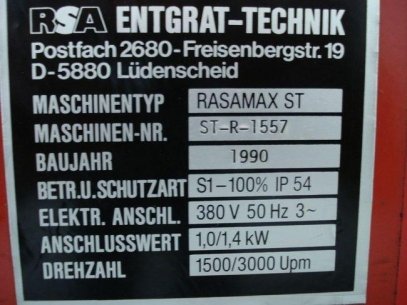 RSA ENTGRAT-TECHNIK
Postfach 2680-Freisenbergstr. 19
D-5880 Lüdenscheid
MASCHINENTYP RASAMAX ST
MASCHINEN-NR. ST-R-1557
BAUJAHR 1990
BETR.U.SCHUTZART S1-100% IP 54
ELEKTR. ANSCHL. 380 V 50 Hz 3~
ANSCHLUSSWERT 1,0/1,4 kW
DREHZAHL 1500/3000 Upm